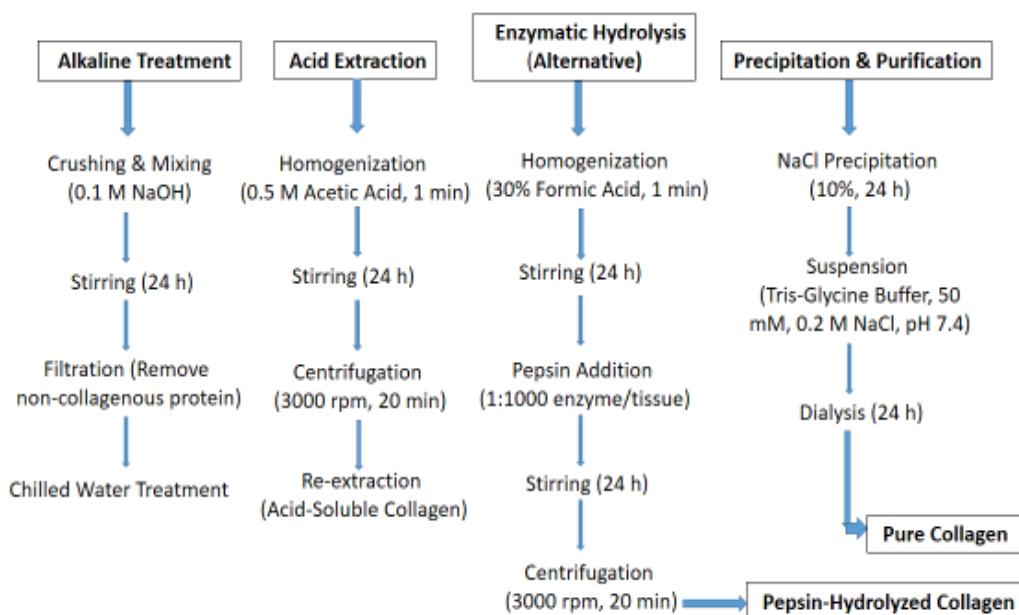 Alkaline Treatment
Crushing & Mixing
(0.1 M NaOH)
Stirring (24 h)
Filtration (Remove
non-collagenous protein)
Chilled Water Treatment
Acid Extraction
Homogenization
(0.5 M Acetic Acid, 1 min)
Stirring (24 h)
Centrifugation
(3000 rpm, 20 min)
Re-extraction
(Acid-Soluble Collagen)
Enzymatic Hydrolysis
(Alternative)
Homogenization
(30% Formic Acid, 1 min)
Stirring (24 h)
Pepsin Addition
(1:1000 enzyme/tissue)
Stirring (24 h)
Centrifugation
(3000 rpm, 20 min)
Pepsin-Hydrolyzed Collagen
Precipitation & Purification
NaCl Precipitation
(10%, 24 h)
Suspension
(Tris-Glycine Buffer, 50
mM, 0.2 M NaCl, pH 7.4)
Dialysis (24 h)
Pure Collagen